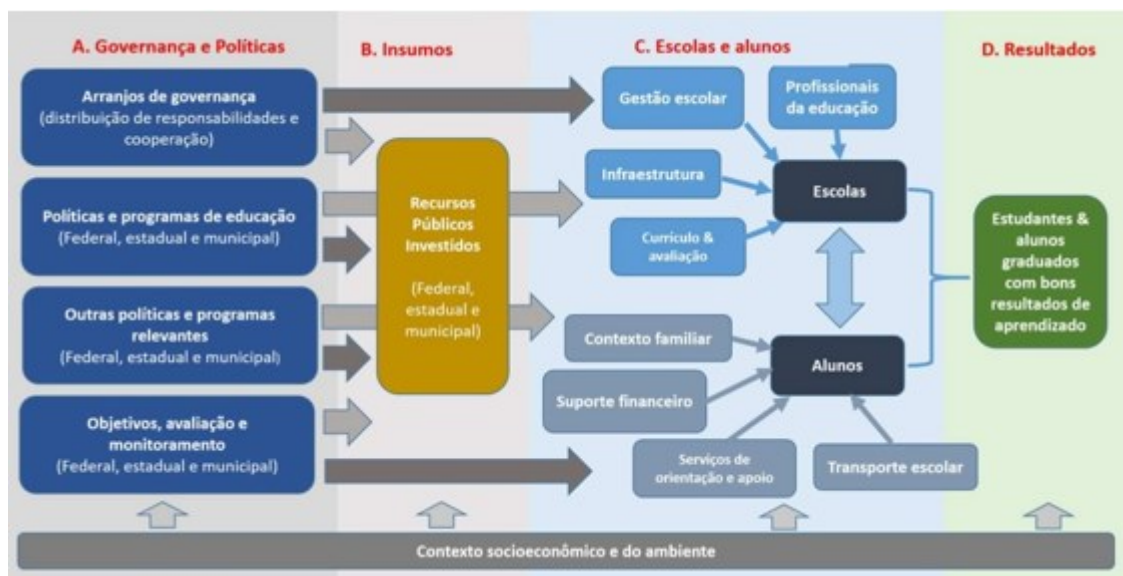 A. Governança e Políticas
Arranjos de governança
(distribuição de responsabilidades e
cooperação)
Políticas e programas de educação
(Federal, estadual e municipal)
Outras políticas e programas
relevantes
(Federal, estadual e municipal)
Objetivos, avaliação e
monitoramento
(Federal, estadual e municipal)
B. Insumos
Recursos
Públicos
Investidos
(Federal,
estadual e
municipal)
C. Escolas e alunos
Gestão escolar
Profissionais
da educação
Infraestrutura
Escolas
Currículo &
avaliação
Contexto familiar
Alunos
Suporte financeiro
Serviços de
orientação e apoio
Transporte escolar
D. Resultados
Estudantes &
alunos
graduados
com bons
resultados de
aprendizado
Contexto socioeconômico e do ambiente